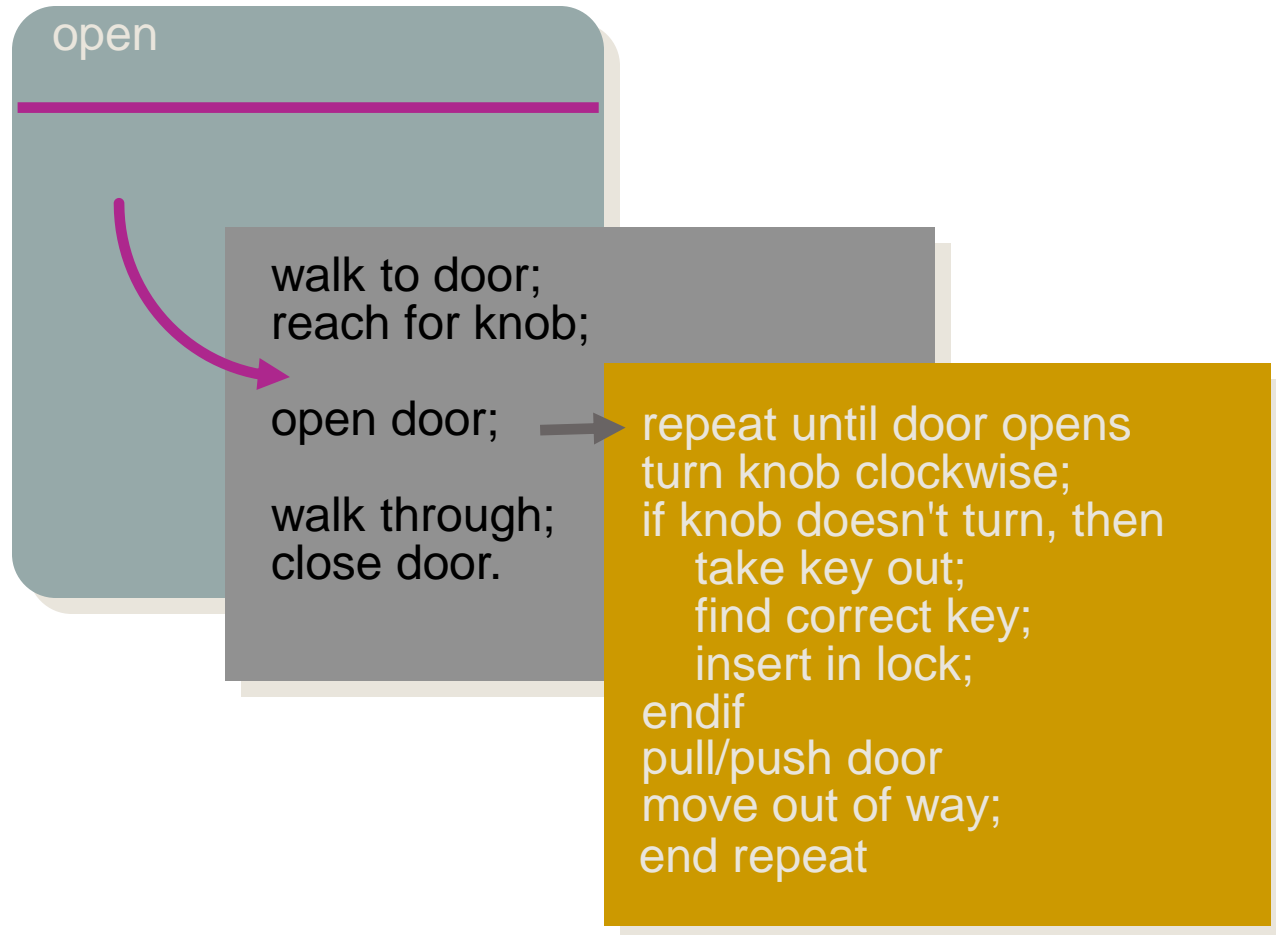 open
walk to door;
reach for knob;
open door;
walk through;
close door.
repeat until door opens
turn knob clockwise;
if knob doesn't turn, then
take key out;
find correct key;
insert in lock;
endif
pull/push door
move out of way;
end repeat